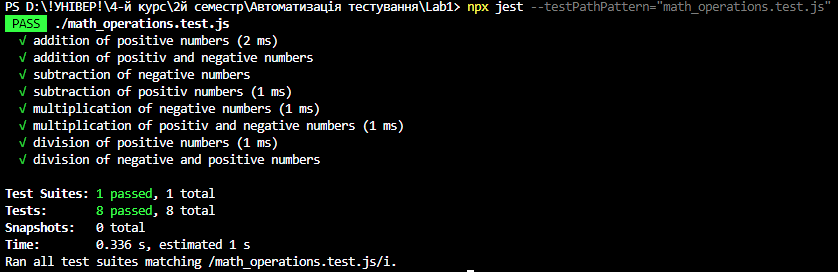 PS D:\!УНІВЕР!\4-й курс\2й семестр\Автоматизація тестування\Lab1> npx jest --testPathPattern="math_operations.test.js"
PASS ./math_operations.test.js
√ addition of positive numbers (2 ms)
√ addition of positiv and negative numbers
√ subtraction of negative numbers
√ subtraction of positiv numbers (1 ms)
√ multiplication of negative numbers (1 ms)
√ multiplication of positiv and negative numbers (1 ms)
√ division of positive numbers (1 ms)
√ division of negative and positive numbers
Test Suites: 1 passed, 1 total
Tests: 8 passed, 8 total
Snapshots: 0 total
Time: 0.336 s, estimated 1 s
Ran all test suites matching /math_operations.test.js/i.